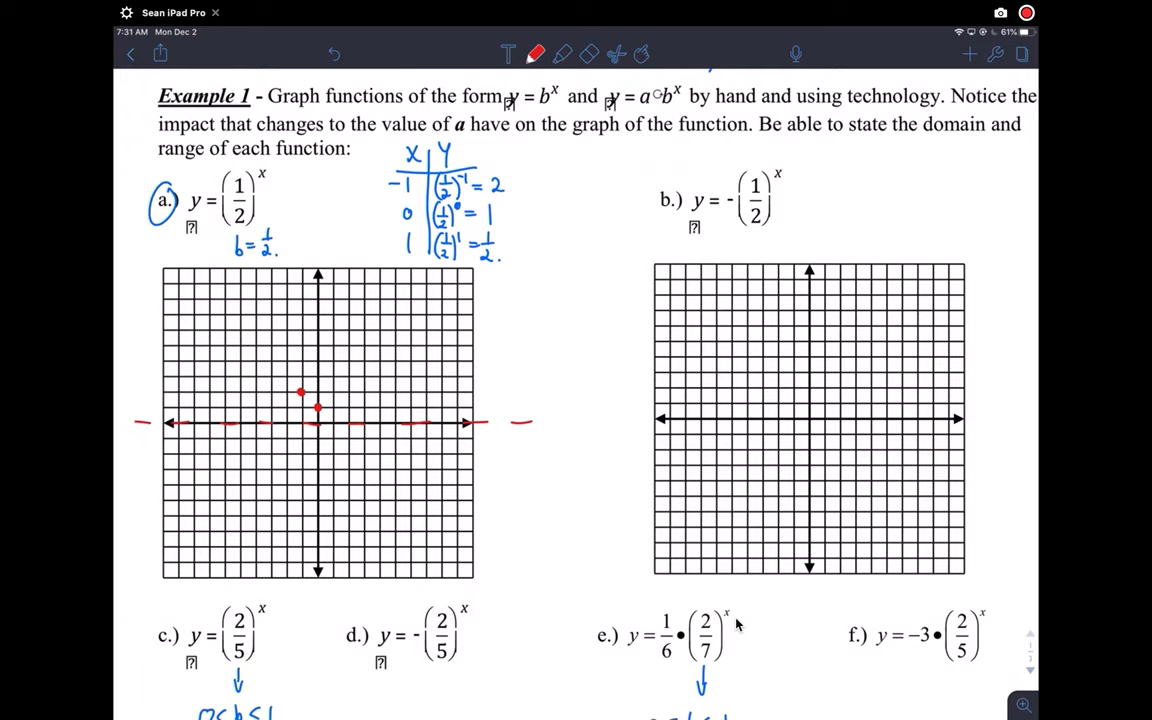 Sean iPad Pro ×
7:31 AM Mon Dec 2
61%
T
Example 1 - Graph functions of the form y = b^x and y = a b^x by hand and using technology. Notice the
impact that changes to the value of a have on the graph of the function. Be able to state the domain and
range of each function:
a.) y = (1/2)^x
b = 1/2.
X | Y
-1 | (1/2)^-1 = 2
0 | (1/2)^0 = 1
1 | (1/2)^1 = 1/2.
b.) y = -(1/2)^x
c.) y = (2/5)^x
d.) y = -(2/5)^x
e.) y = 1/6 • (2/7)^x
f.) y = -3 • (2/5)^x